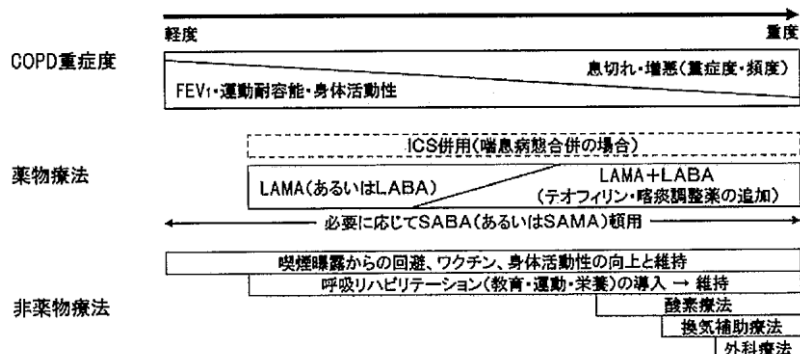 軽度 重度
COPD重症度
息切れ・増悪(重症度・頻度)
FEV₁・運動耐容能・身体活動性
ICS併用(喘息病態合併の場合)
薬物療法
LAMA(あるいはLABA)
LAMA+LABA
(テオフィリン・喀痰調整薬の追加)
必要に応じてSABA(あるいはSAMA)頓用
喫煙曝露からの回避、ワクチン、身体活動性の向上と維持
呼吸リハビリテーション(教育・運動・栄養)の導入 → 維持
非薬物療法
酸素療法
換気補助療法
外科療法